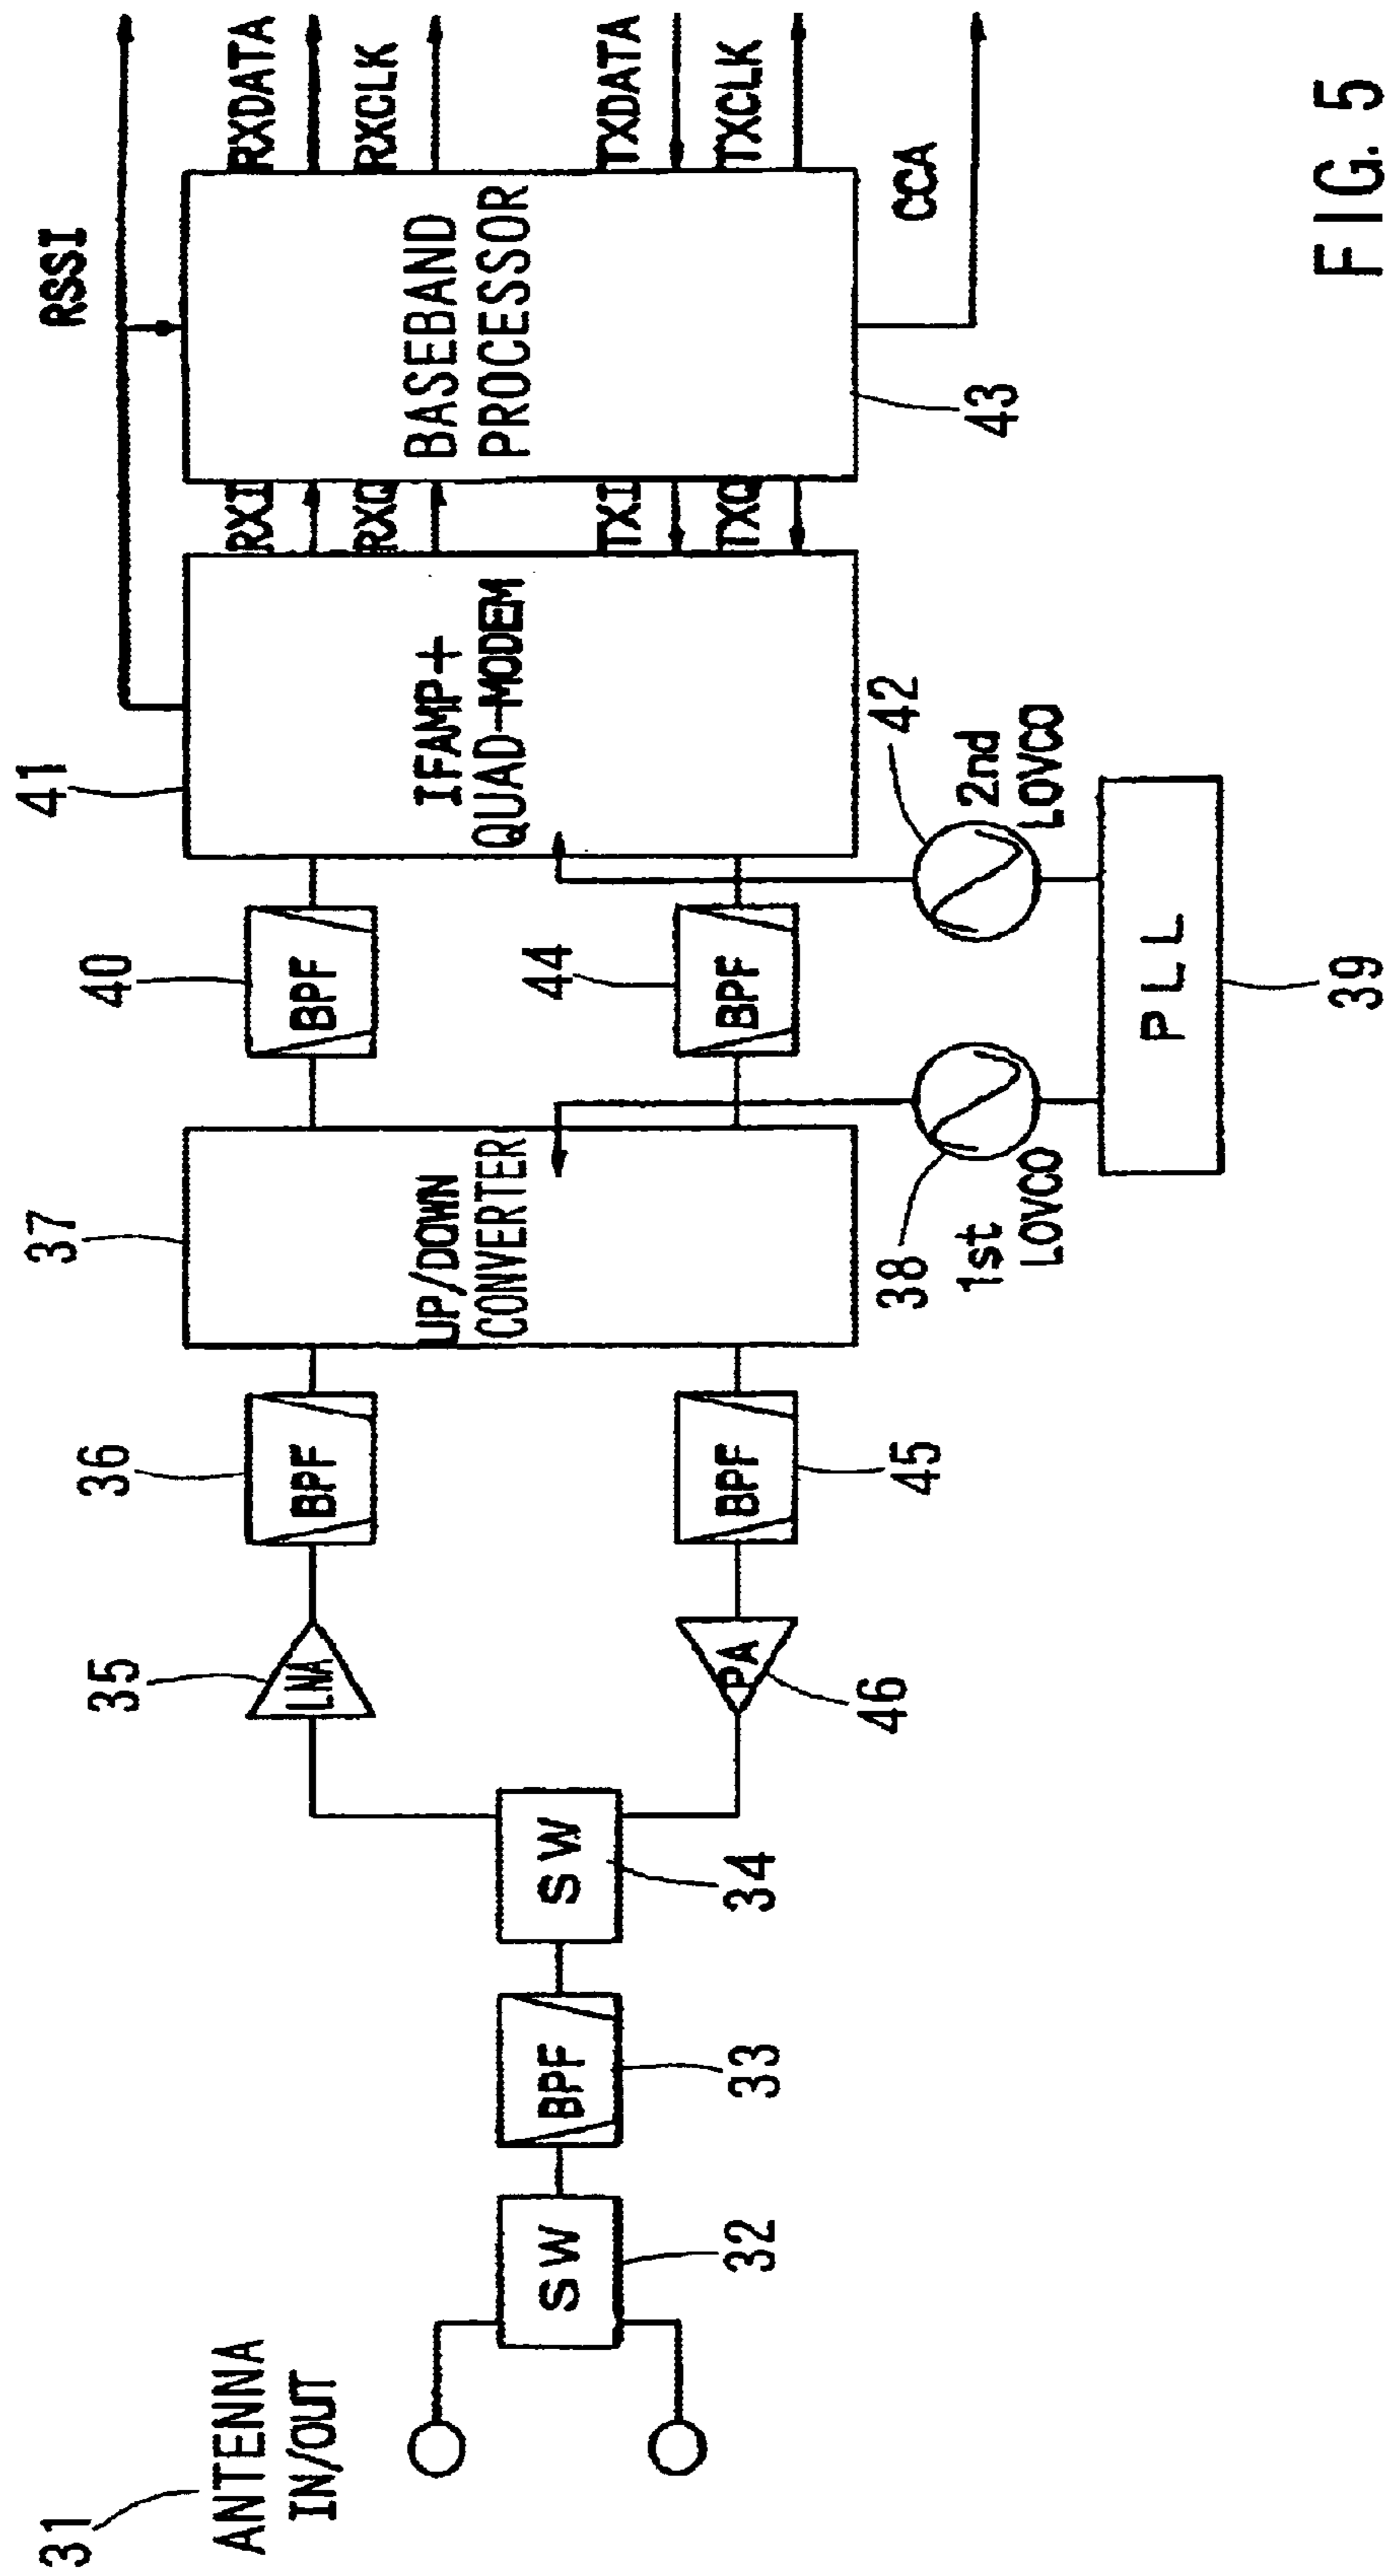 31
ANTENNA
IN/OUT
SW
32
BPF
33
SW
34
35
LNA
PA
46
36
BPF
BPF
45
37
UP/DOWN
CONVERTER
38
1st
LOVCO
40
BPF
44
BPF
42
2nd
LOVCO
PLL
39
41
IFAMP+
QUAD-MODEM
RSSI
RXI
RXQ
TXI
TXQ
BASEBAND
PROCESSOR
43
RXDATA
RXCLK
TXDATA
TXCLK
CCA
FIG. 5